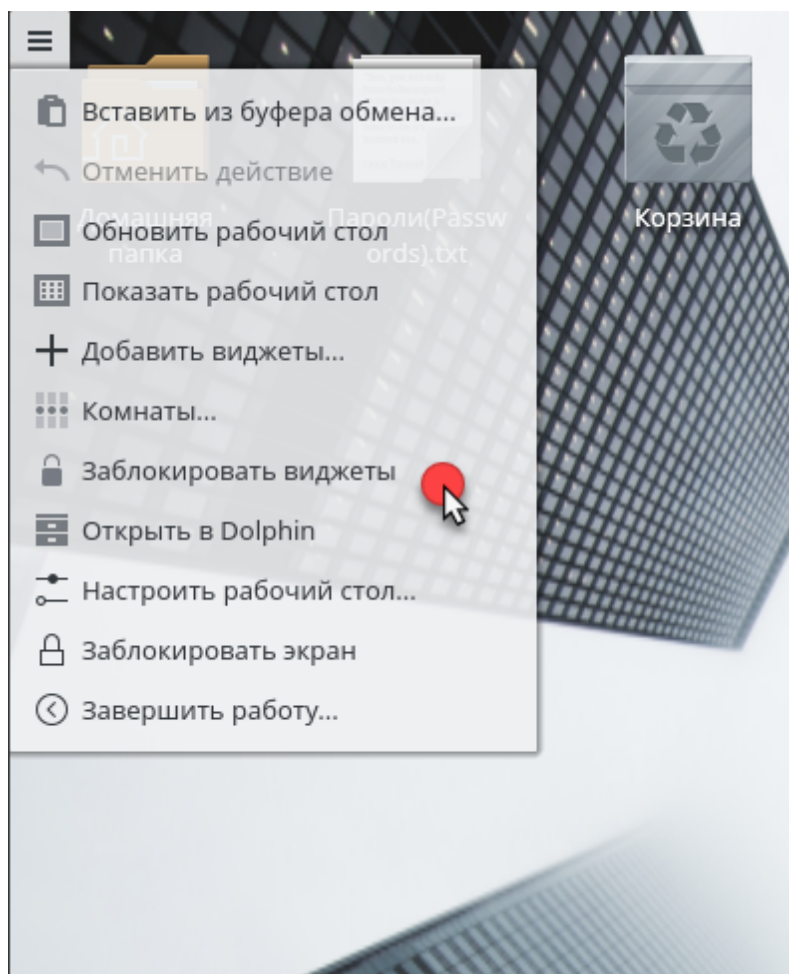 Вставить из буфера обмена...
Отменить действие
Домашняя папка
Пароли(Passw
ords).txt
Корзина
Обновить рабочий стол
Показать рабочий стол
Добавить виджеты...
Комнаты...
Заблокировать виджеты
Открыть в Dolphin
Настроить рабочий стол...
Заблокировать экран
Завершить работу...